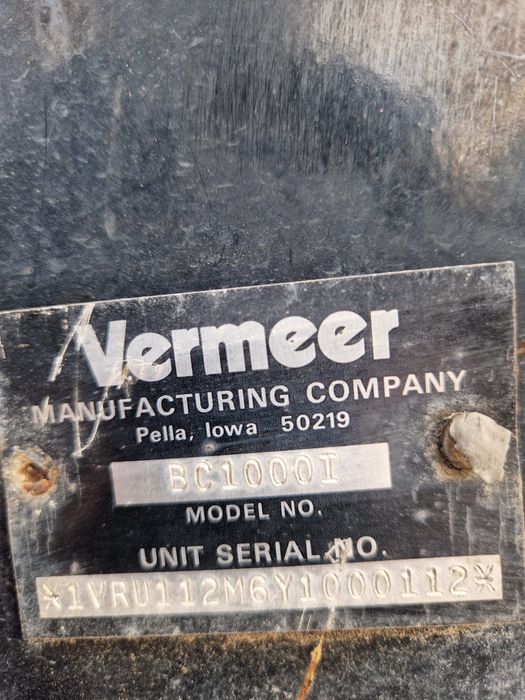 Vermeer
MANUFACTURING COMPANY
Pella, Iowa 50219
BC1000I
MODEL NO.
UNIT SERIAL NO.
*1VRU112M6Y1000112*